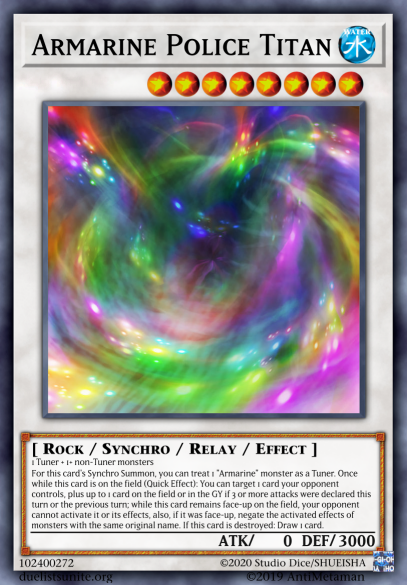 ARMARINE POLICE TITAN
WATER
水
[ ROCK / SYNCHRO / RELAY / EFFECT ]
1 Tuner + 1+ non-Tuner monsters
For this card's Synchro Summon, you can treat 1 "Armarine" monster as a Tuner. Once
while this card is on the field (Quick Effect): You can target 1 card your opponent
controls, plus up to 1 card on the field or in the GY if 3 or more attacks were declared this
turn or the previous turn; while this card remains face-up on the field, your opponent
cannot activate it or its effects, also, if it was face-up, negate the activated effects of
monsters with the same original name. If this card is destroyed: Draw 1 card.
ATK/ 0 DEF/ 3000
102400272 ©2020 Studio Dice/SHUEISHA
duelistsunite.org ©2019 AntiMetaman